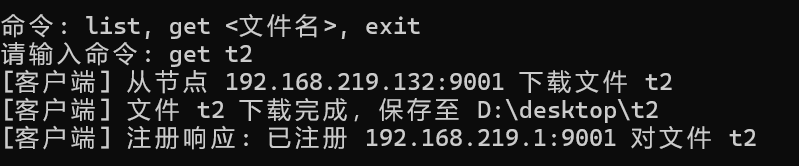 命令: list, get <文件名>, exit
请输入命令: get t2
[客户端] 从节点 192.168.219.132:9001 下载文件 t2
[客户端] 文件 t2 下载完成，保存至 D:\desktop\t2
[客户端] 注册响应: 已注册 192.168.219.1:9001 对文件 t2